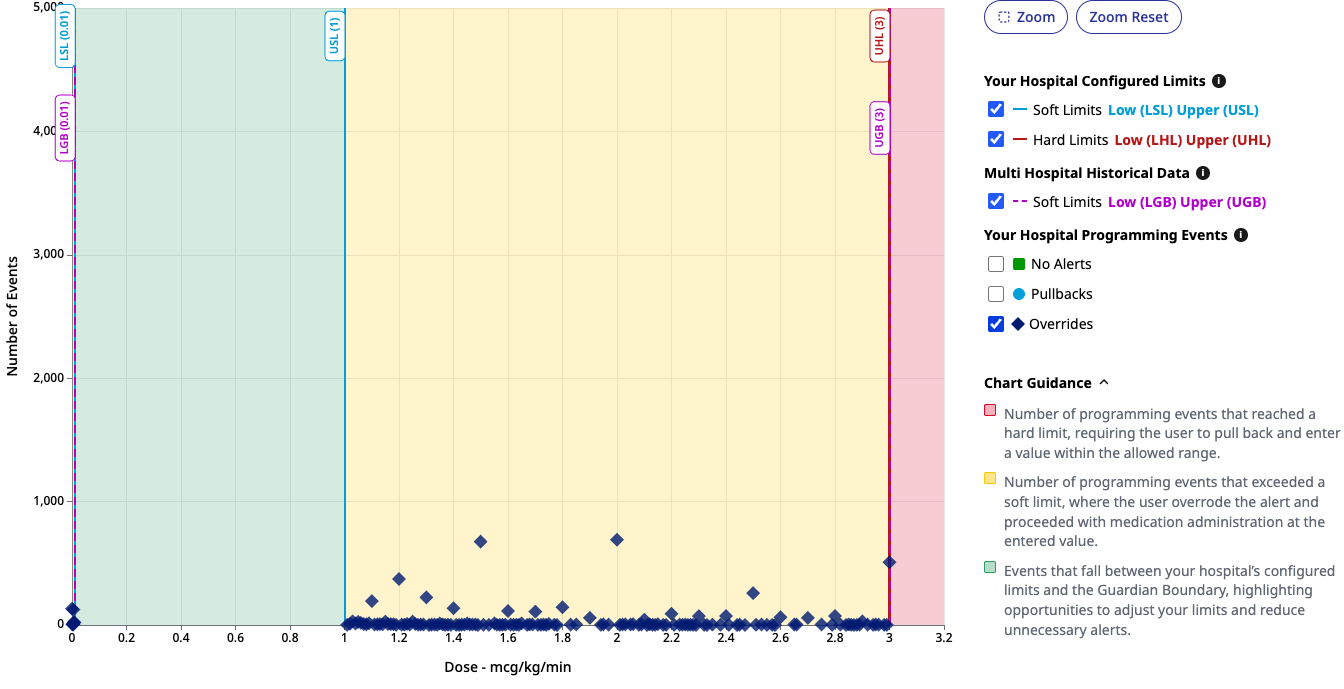 5,000
4,000
3,000
2,000
1,000
0
Number of Events
LSL (0.01)
LGB (0.01)
USL (1)
UHL (3)
UGB (3)
0
0.2
0.4
0.6
0.8
1
1.2
1.4
1.6
1.8
2
2.2
2.4
2.6
2.8
3
3.2
Dose - mcg/kg/min
Zoom
Zoom Reset
Your Hospital Configured Limits i
Soft Limits Low (LSL) Upper (USL)
Hard Limits Low (LHL) Upper (UHL)
Multi Hospital Historical Data i
Soft Limits Low (LGB) Upper (UGB)
Your Hospital Programming Events i
No Alerts
Pullbacks
Overrides
Chart Guidance
Number of programming events that reached a
hard limit, requiring the user to pull back and enter
a value within the allowed range.
Number of programming events that exceeded a
soft limit, where the user overrode the alert and
proceeded with medication administration at the
entered value.
Events that fall between your hospital’s configured
limits and the Guardian Boundary, highlighting
opportunities to adjust your limits and reduce
unnecessary alerts.